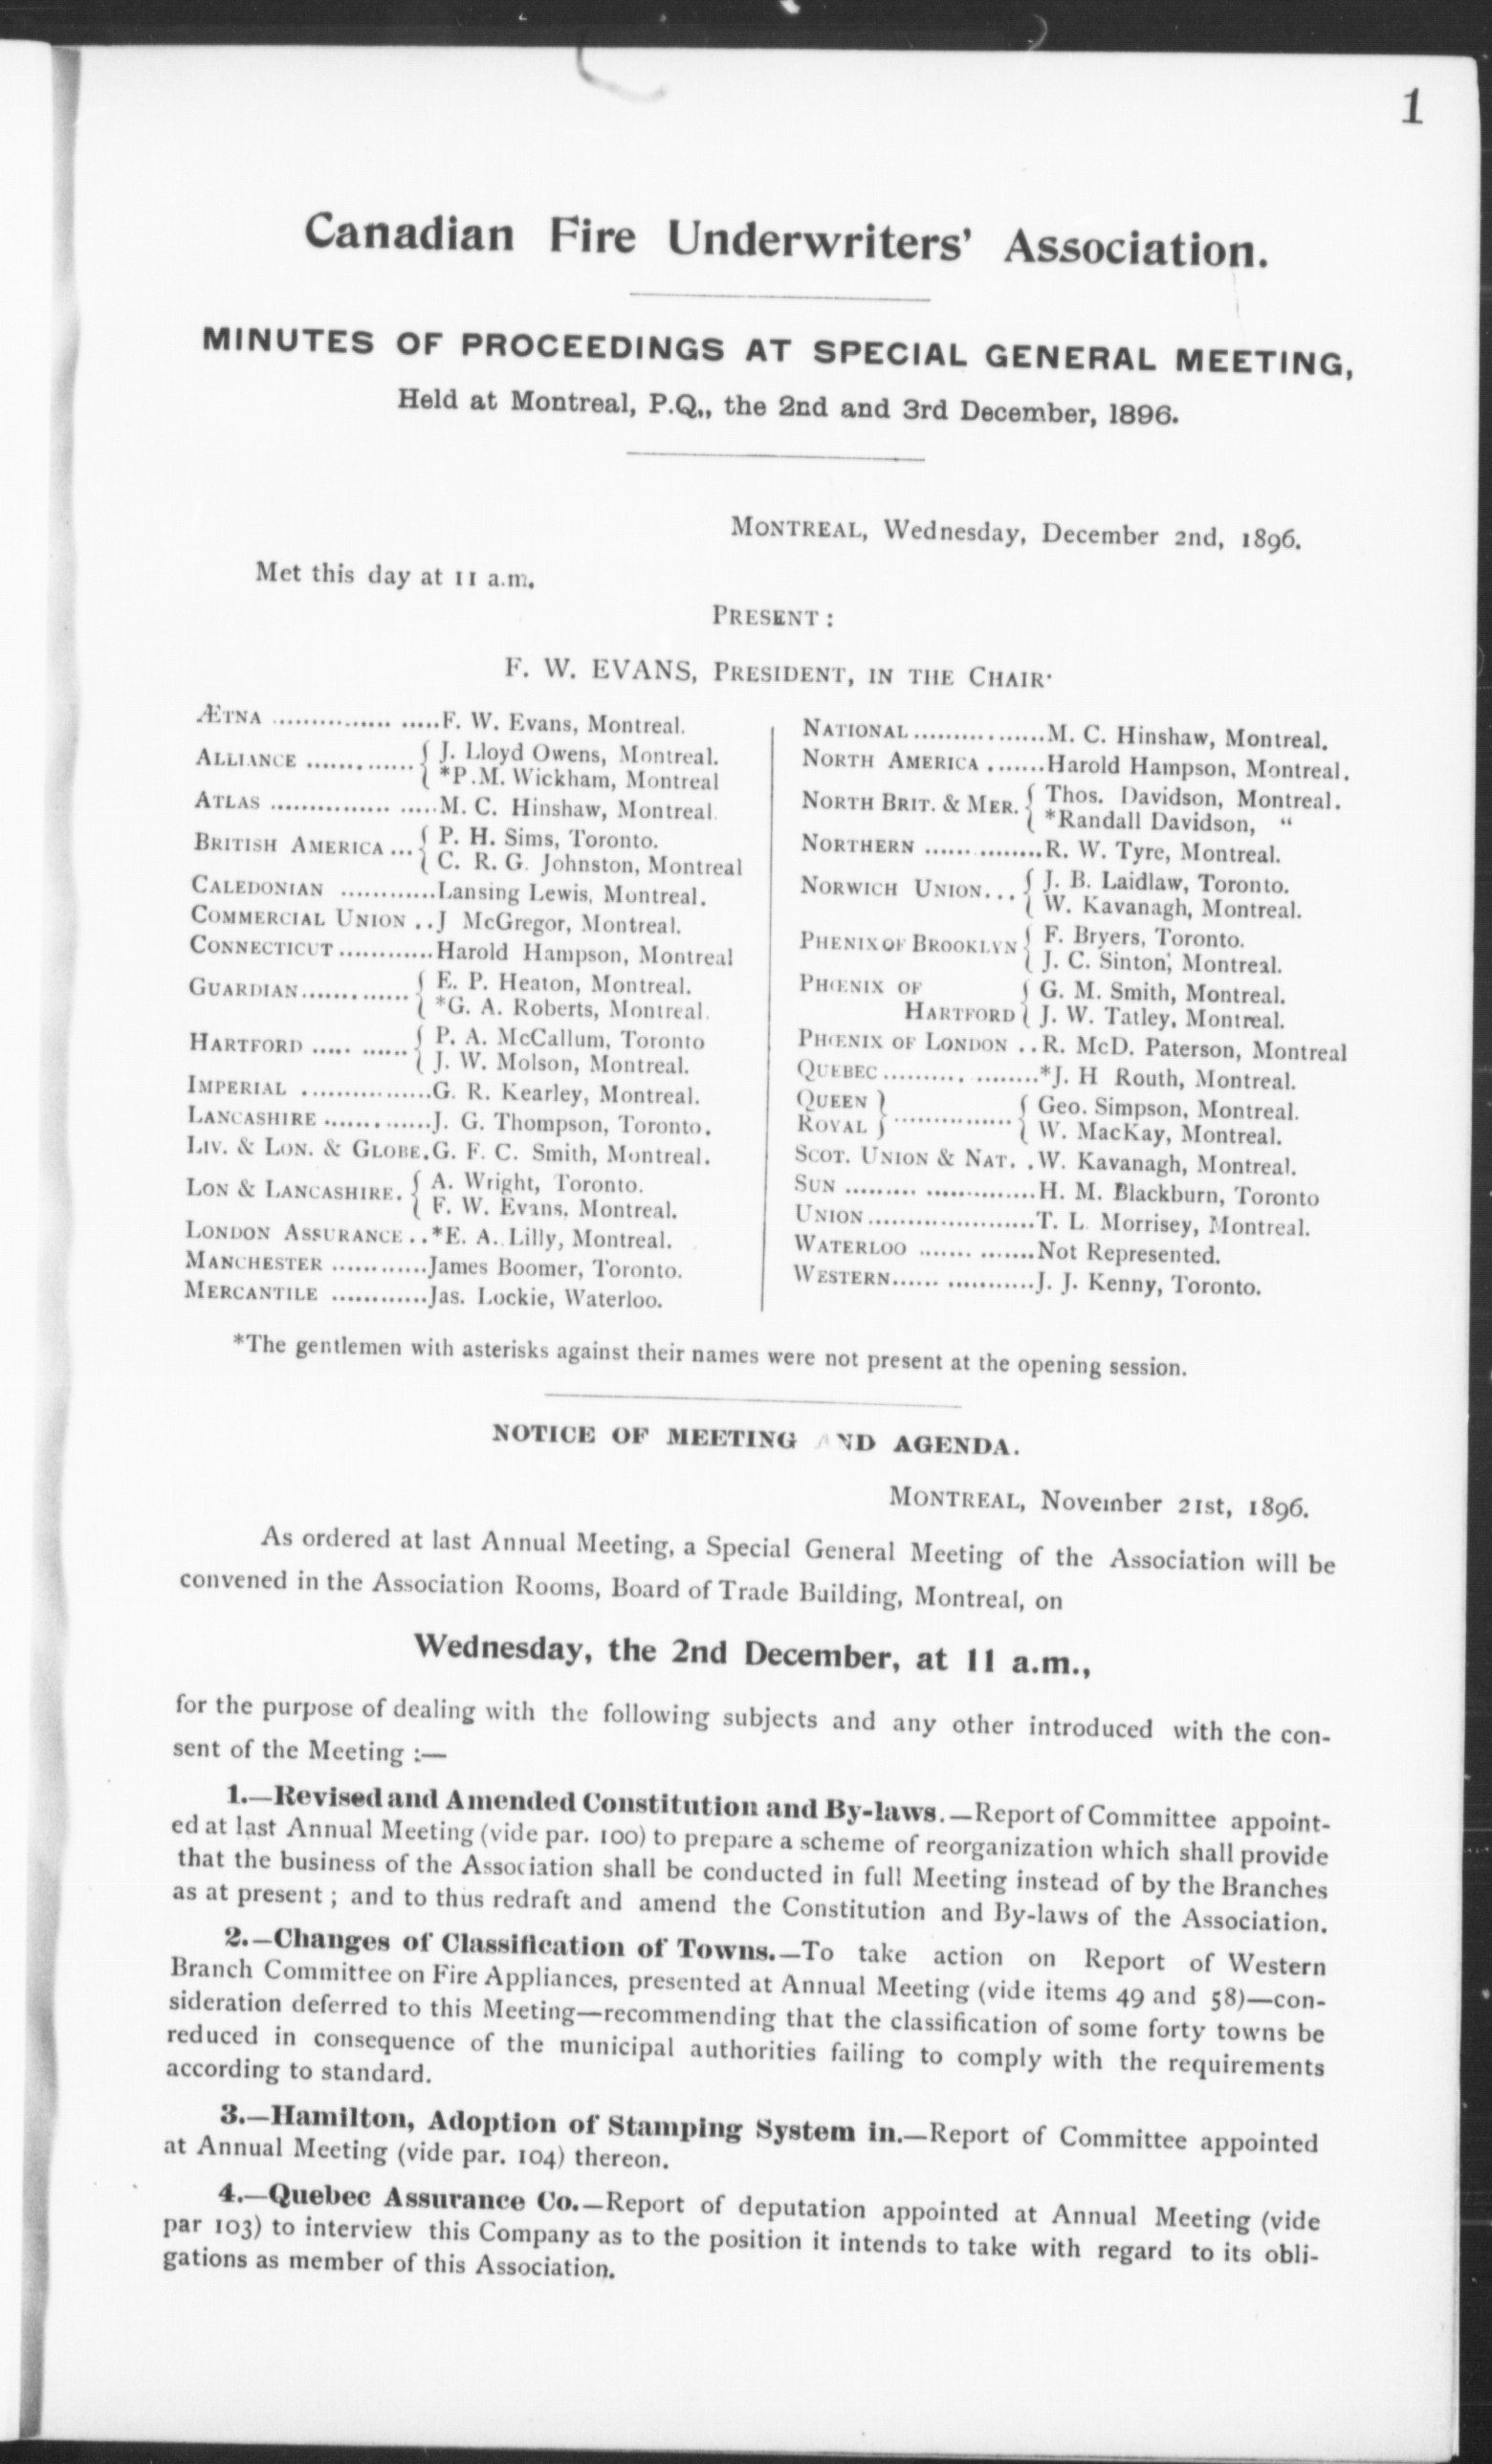 1
Canadian Fire Underwriters' Association.
MINUTES OF PROCEEDINGS AT SPECIAL GENERAL MEETING,
Held at Montreal, P.Q., the 2nd and 3rd December, 1896.
MONTREAL, Wednesday, December 2nd, 1896.
Met this day at 11 a.m.
PRESENT :
F. W. EVANS, PRESIDENT, IN THE CHAIR.
ÆTNA .................... F. W. Evans, Montreal.
ALLIANCE .............. { J. Lloyd Owens, Montreal.
{ *P.M. Wickham, Montreal
ATLAS .................... M. C. Hinshaw, Montreal.
BRITISH AMERICA ... { P. H. Sims, Toronto.
{ C. R. G. Johnston, Montreal
CALEDONIAN ............ Lansing Lewis, Montreal.
COMMERCIAL UNION .. J McGregor, Montreal.
CONNECTICUT ............ Harold Hampson, Montreal
GUARDIAN.............. { E. P. Heaton, Montreal.
{ *G. A. Roberts, Montreal.
HARTFORD ..... ...... { P. A. McCallum, Toronto
{ J. W. Molson, Montreal.
IMPERIAL ................. G. R. Kearley, Montreal.
LANCASHIRE .............. J. G. Thompson, Toronto.
LIV. & LON. & GLOBE. G. F. C. Smith, Montreal.
LON & LANCASHIRE. { A. Wright, Toronto.
{ F. W. Evans, Montreal.
LONDON ASSURANCE .. *E. A. Lilly, Montreal.
MANCHESTER ............ James Boomer, Toronto.
MERCANTILE ............ Jas. Lockie, Waterloo.
NATIONAL ................. M. C. Hinshaw, Montreal.
NORTH AMERICA ....... Harold Hampson, Montreal.
NORTH BRIT. & MER. { Thos. Davidson, Montreal.
{ *Randall Davidson, "
NORTHERN ............... R. W. Tyre, Montreal.
NORWICH UNION... { J. B. Laidlaw, Toronto.
{ W. Kavanagh, Montreal.
PHENIX OF BROOKLYN { F. Bryers, Toronto.
{ J. C. Sinton, Montreal.
PHŒNIX OF { G. M. Smith, Montreal.
HARTFORD { J. W. Tatley, Montreal.
PHŒNIX OF LONDON .. R. McD. Paterson, Montreal
QUEBEC .................. *J. H Routh, Montreal.
QUEEN } ............... { Geo. Simpson, Montreal.
ROYAL } { W. MacKay, Montreal.
SCOT. UNION & NAT. . W. Kavanagh, Montreal.
SUN ....................... H. M. Blackburn, Toronto
UNION ...................... T. L. Morrisey, Montreal.
WATERLOO .............. Not Represented.
WESTERN...... ........... J. J. Kenny, Toronto.
*The gentlemen with asterisks against their names were not present at the opening session.
NOTICE OF MEETING AND AGENDA.
MONTREAL, November 21st, 1896.
As ordered at last Annual Meeting, a Special General Meeting of the Association will be
convened in the Association Rooms, Board of Trade Building, Montreal, on
Wednesday, the 2nd December, at 11 a.m.,
for the purpose of dealing with the following subjects and any other introduced with the con-
sent of the Meeting :—
1.—Revised and Amended Constitution and By-laws.—Report of Committee appoint-
ed at last Annual Meeting (vide par. 100) to prepare a scheme of reorganization which shall provide
that the business of the Association shall be conducted in full Meeting instead of by the Branches
as at present ; and to thus redraft and amend the Constitution and By-laws of the Association.
2.—Changes of Classification of Towns.—To take action on Report of Western
Branch Committee on Fire Appliances, presented at Annual Meeting (vide items 49 and 58)—con-
sideration deferred to this Meeting—recommending that the classification of some forty towns be
reduced in consequence of the municipal authorities failing to comply with the requirements
according to standard.
3.—Hamilton, Adoption of Stamping System in.—Report of Committee appointed
at Annual Meeting (vide par. 104) thereon.
4.—Quebec Assurance Co.—Report of deputation appointed at Annual Meeting (vide
par 103) to interview this Company as to the position it intends to take with regard to its obli-
gations as member of this Association.